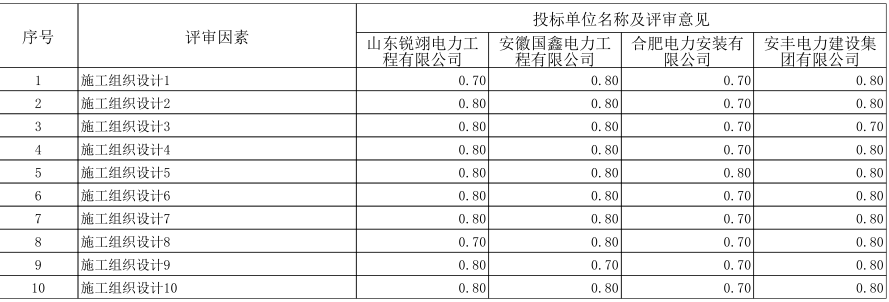 序号 评审因素 投标单位名称及评审意见
山东锐翊电力工程有限公司 安徽国鑫电力工程有限公司 合肥电力安装有限公司 安丰电力建设集团有限公司
1 施工组织设计1 0.70 0.80 0.70 0.80
2 施工组织设计2 0.80 0.80 0.70 0.80
3 施工组织设计3 0.80 0.80 0.70 0.70
4 施工组织设计4 0.80 0.80 0.70 0.80
5 施工组织设计5 0.80 0.80 0.80 0.80
6 施工组织设计6 0.80 0.80 0.70 0.80
7 施工组织设计7 0.80 0.80 0.70 0.80
8 施工组织设计8 0.70 0.80 0.70 0.80
9 施工组织设计9 0.80 0.70 0.70 0.80
10 施工组织设计10 0.80 0.80 0.70 0.80